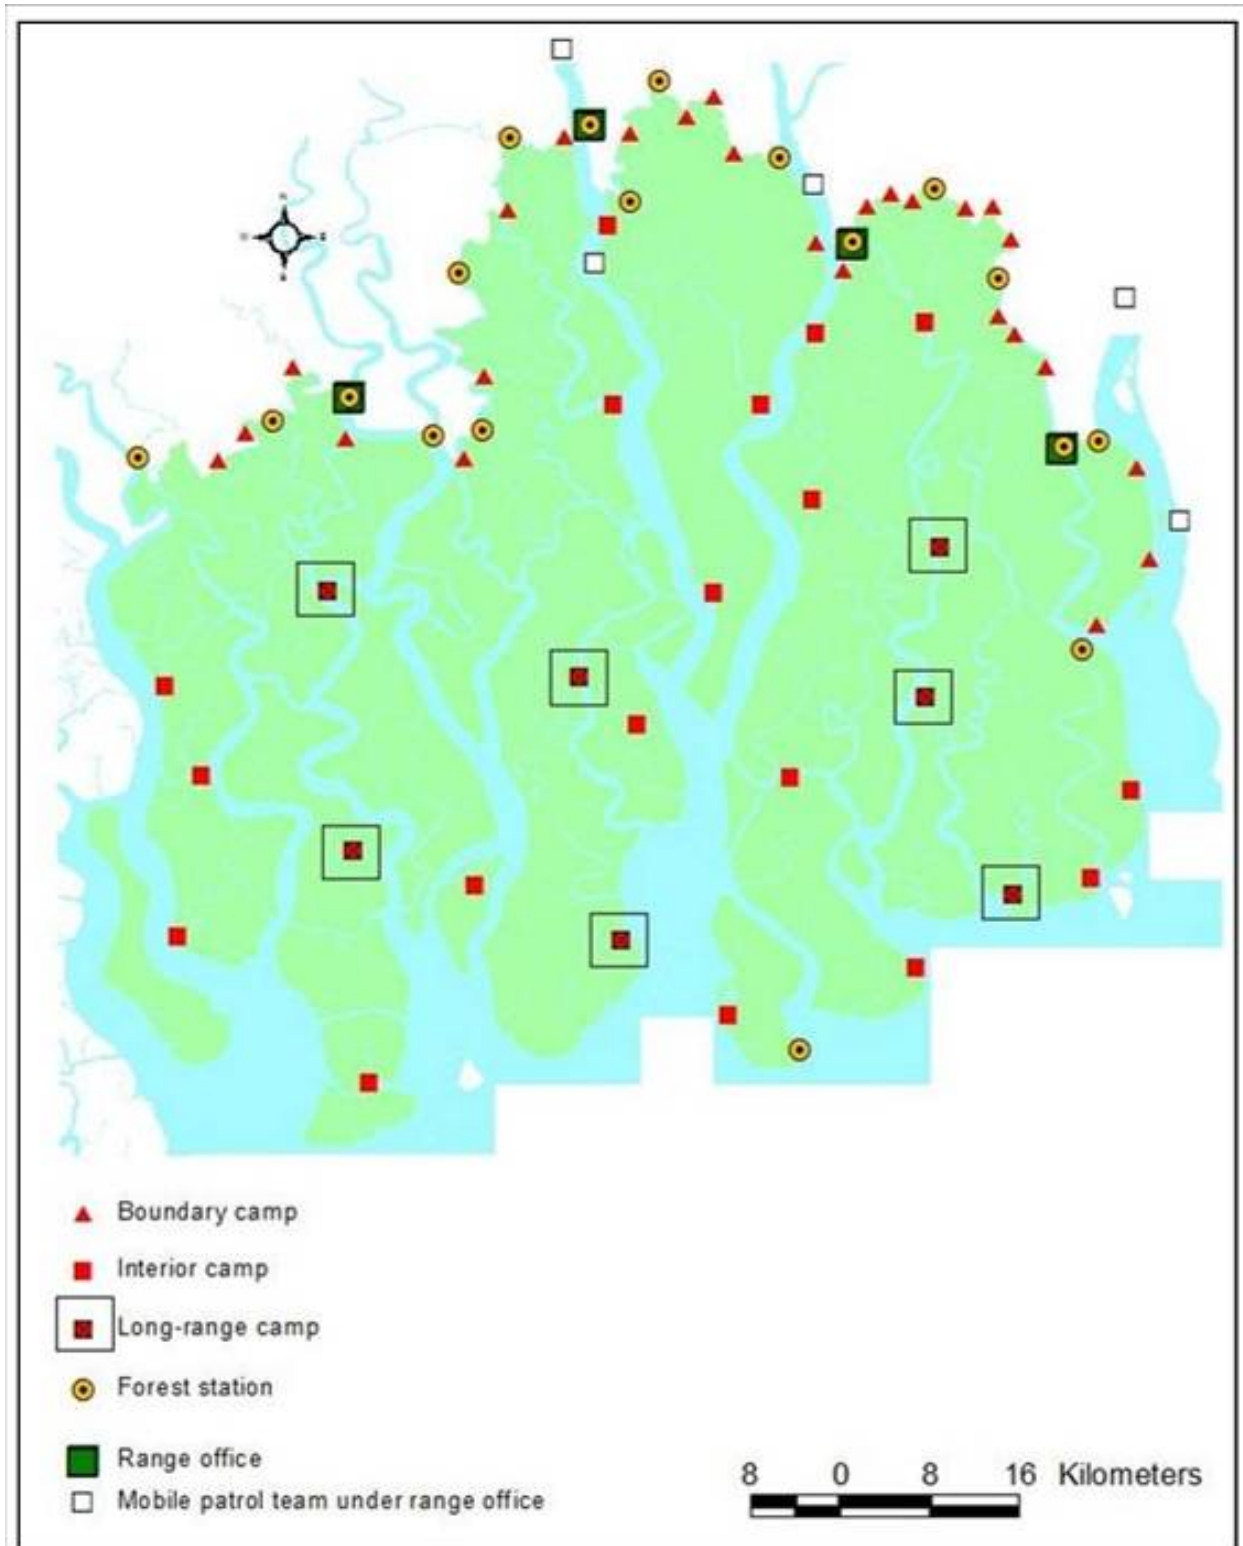 Boundary camp
Interior camp
Long-range camp
Forest station
Range office
Mobile patrol team under range office
8 0 8 16 Kilometers